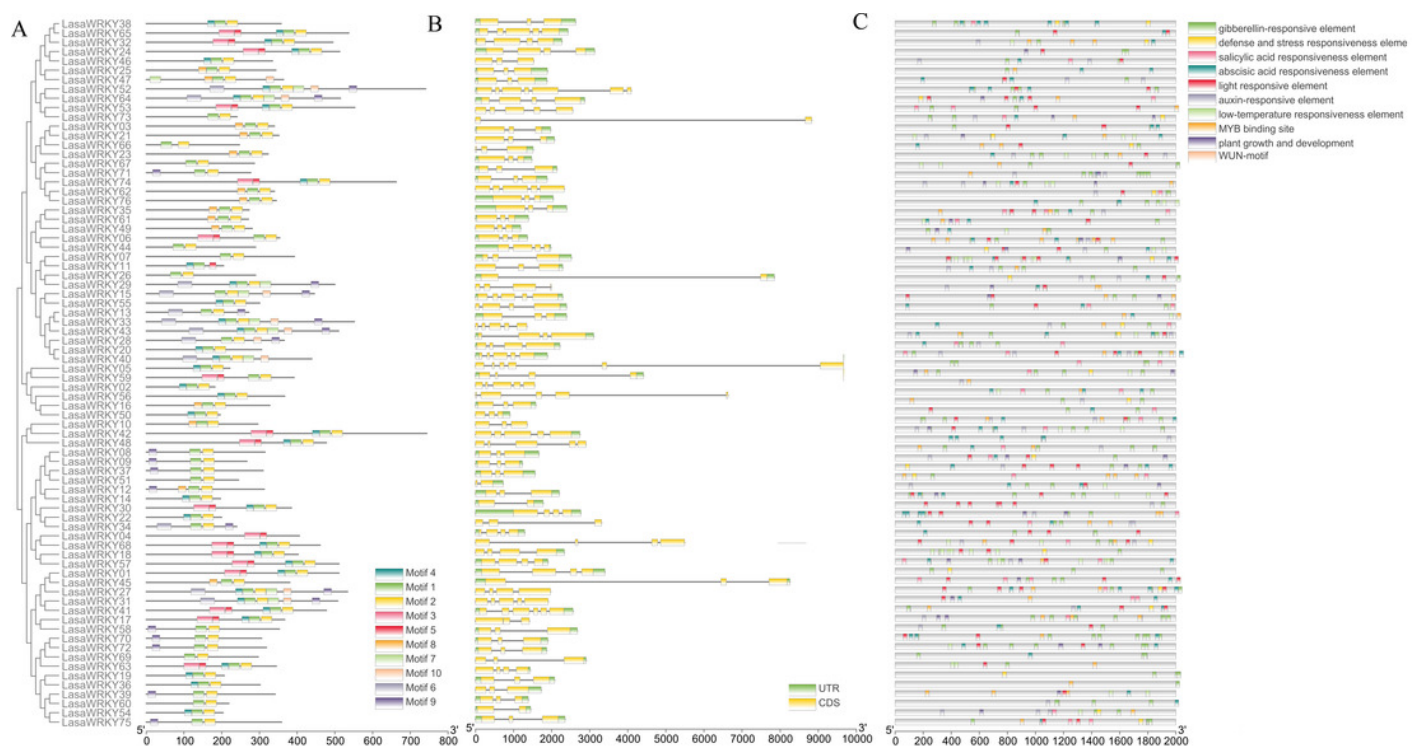 A
B
C
LasaWRKY38
LasaWRKY65
LasaWRKY32
LasaWRKY24
LasaWRKY46
LasaWRKY25
LasaWRKY47
LasaWRKY52
LasaWRKY64
LasaWRKY53
LasaWRKY73
LasaWRKY03
LasaWRKY21
LasaWRKY66
LasaWRKY23
LasaWRKY67
LasaWRKY71
LasaWRKY74
LasaWRKY62
LasaWRKY76
LasaWRKY35
LasaWRKY61
LasaWRKY49
LasaWRKY06
LasaWRKY44
LasaWRKY07
LasaWRKY11
LasaWRKY26
LasaWRKY29
LasaWRKY15
LasaWRKY55
LasaWRKY13
LasaWRKY33
LasaWRKY43
LasaWRKY28
LasaWRKY20
LasaWRKY40
LasaWRKY05
LasaWRKY59
LasaWRKY02
LasaWRKY56
LasaWRKY16
LasaWRKY50
LasaWRKY10
LasaWRKY42
LasaWRKY48
LasaWRKY08
LasaWRKY09
LasaWRKY37
LasaWRKY51
LasaWRKY12
LasaWRKY14
LasaWRKY30
LasaWRKY22
LasaWRKY34
LasaWRKY04
LasaWRKY68
LasaWRKY18
LasaWRKY57
LasaWRKY01
LasaWRKY45
LasaWRKY27
LasaWRKY31
LasaWRKY41
LasaWRKY17
LasaWRKY58
LasaWRKY70
LasaWRKY72
LasaWRKY69
LasaWRKY63
LasaWRKY19
LasaWRKY36
LasaWRKY39
LasaWRKY60
LasaWRKY54
LasaWRKY75
Motif 4
Motif 1
Motif 2
Motif 3
Motif 5
Motif 8
Motif 7
Motif 10
Motif 6
Motif 9
5' 3'
0 100 200 300 400 500 600 700 800
UTR
CDS
5' 3'
0 1000 2000 3000 4000 5000 6000 7000 8000 9000 10000
gibberellin-responsive element
defense and stress responsiveness eleme
salicylic acid responsiveness element
abscisic acid responsiveness element
light responsive element
auxin-responsive element
low-temperature responsiveness element
MYB binding site
plant growth and development
WUN-motif
5' 3'
0 200 400 600 800 1000 1200 1400 1600 1800 2000